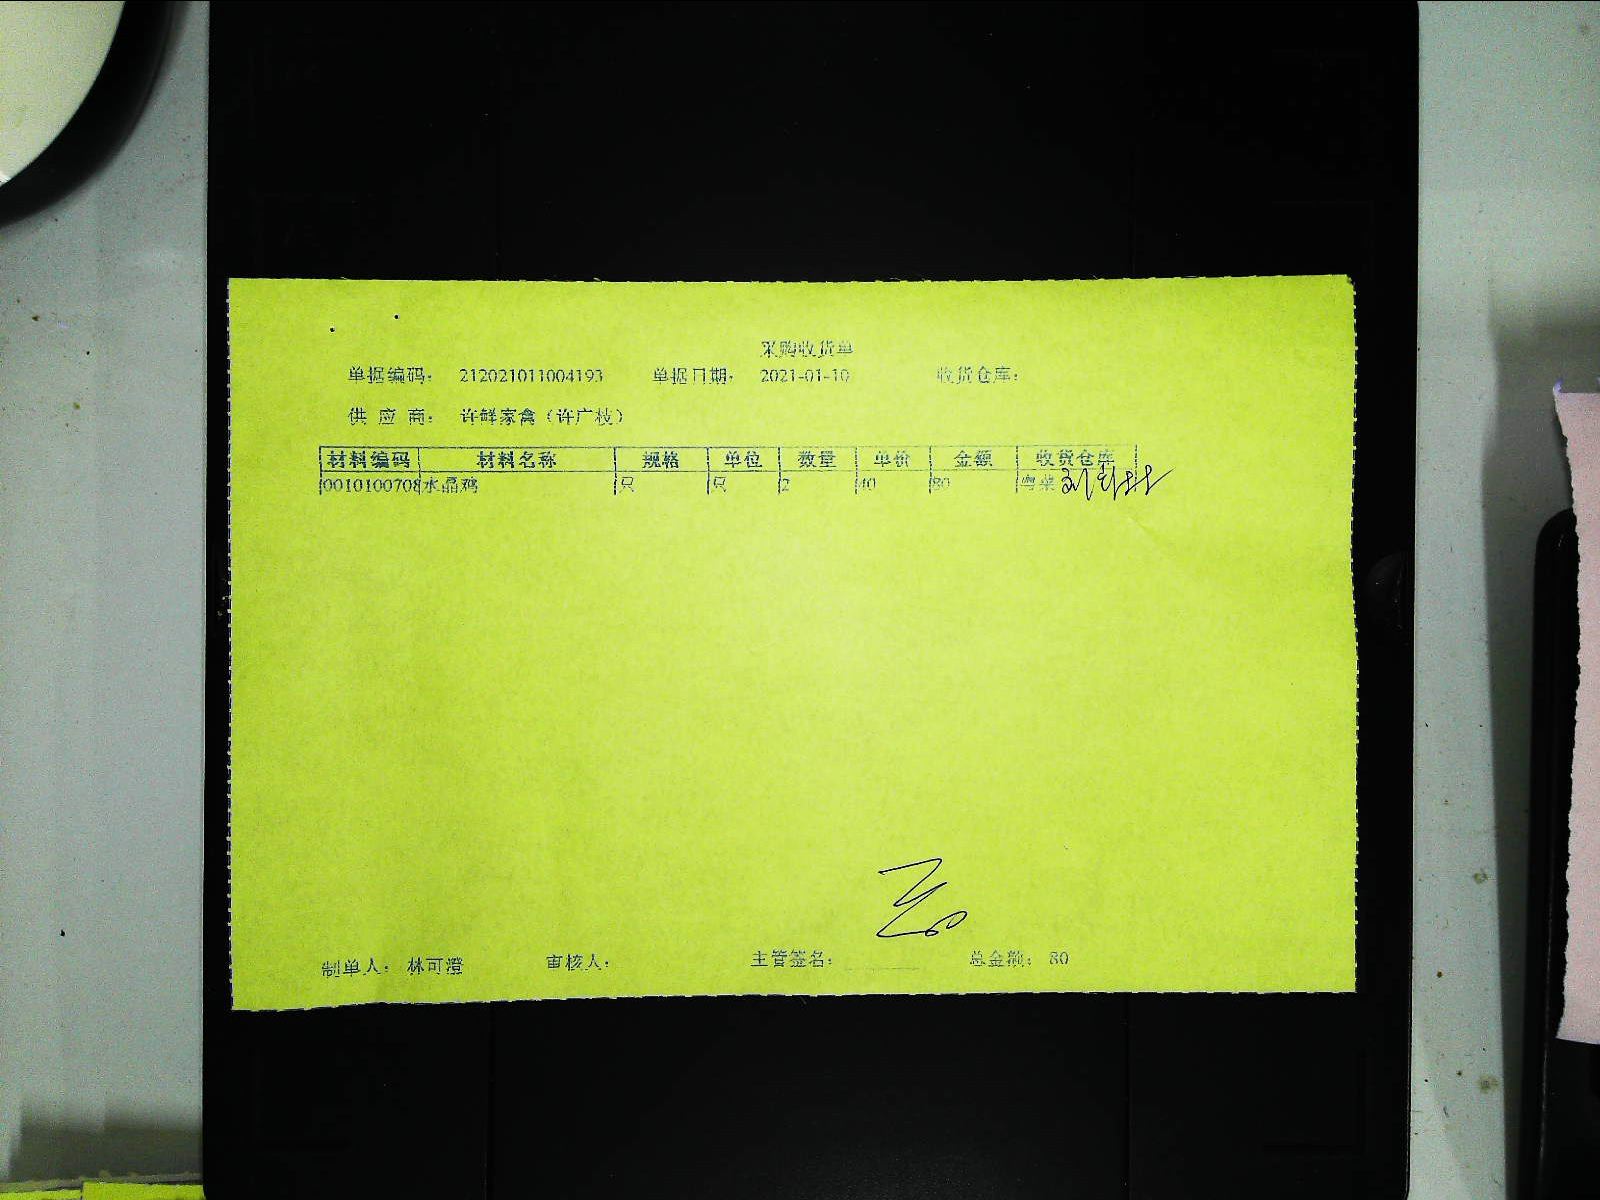 采购收货单
单据编码: 212021011004193 单据日期: 2021-01-10 收货仓库:
供应商: 许鲜家禽(许广枝)
材料编码 材料名称 规格 单位 数量 单价 金额 收货仓库
0010100708 水晶鸡 只 只 2 40 80 粤菜
制单人: 林可澄 审核人: 主管签名: 总金额: 80